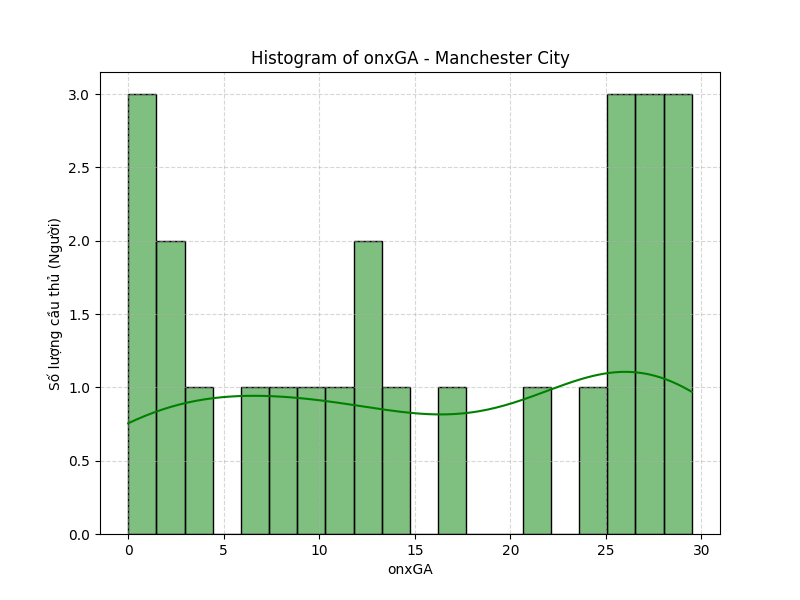 Histogram of onxGA - Manchester City
Số lượng cầu thủ (Người)
3.0
2.5
2.0
1.5
1.0
0.5
0.0
0 5 10 15 20 25 30
onxGA